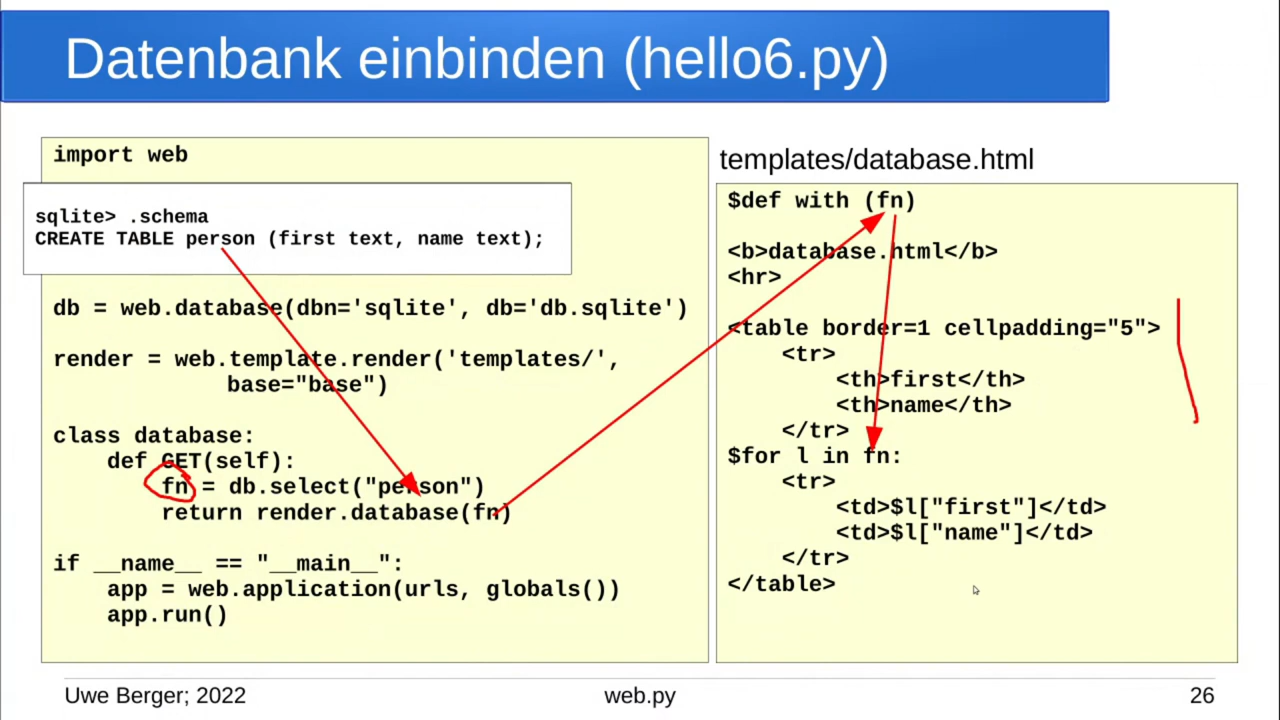 Datenbank einbinden (hello6.py)
import web
sqlite> .schema
CREATE TABLE person (first text, name text);
db = web.database(dbn='sqlite', db='db.sqlite')
render = web.template.render('templates/',
base="base")
class database:
def GET(self):
fn = db.select("person")
return render.database(fn)
if __name__ == "__main__":
app = web.application(urls, globals())
app.run()
templates/database.html
$def with (fn)
<b>database.html</b>
<hr>
<table border=1 cellpadding="5">
<tr>
<th>first</th>
<th>name</th>
</tr>
$for l in fn:
<tr>
<td>$l["first"]</td>
<td>$l["name"]</td>
</tr>
</table>
Uwe Berger; 2022
web.py
26